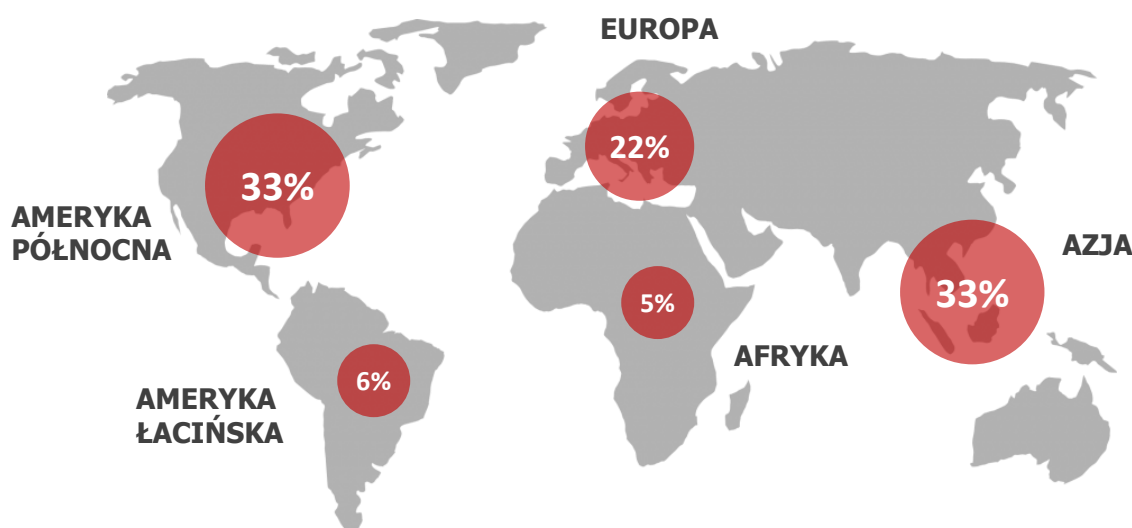 EUROPA
22%
33%
AMERYKA
PÓŁNOCNA
AZJA
33%
5%
AFRYKA
6%
AMERYKA
ŁACIŃSKA